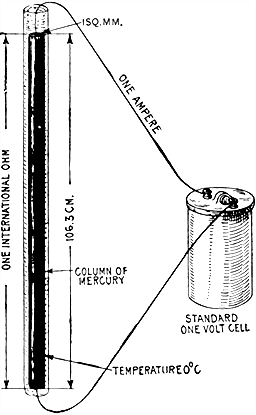 1SQ.MM.
ONE AMPERE
ONE INTERNATIONAL OHM
106.3 CM.
COLUMN OF
MERCURY
STANDARD
ONE VOLT CELL
TEMPERATURE 0°C